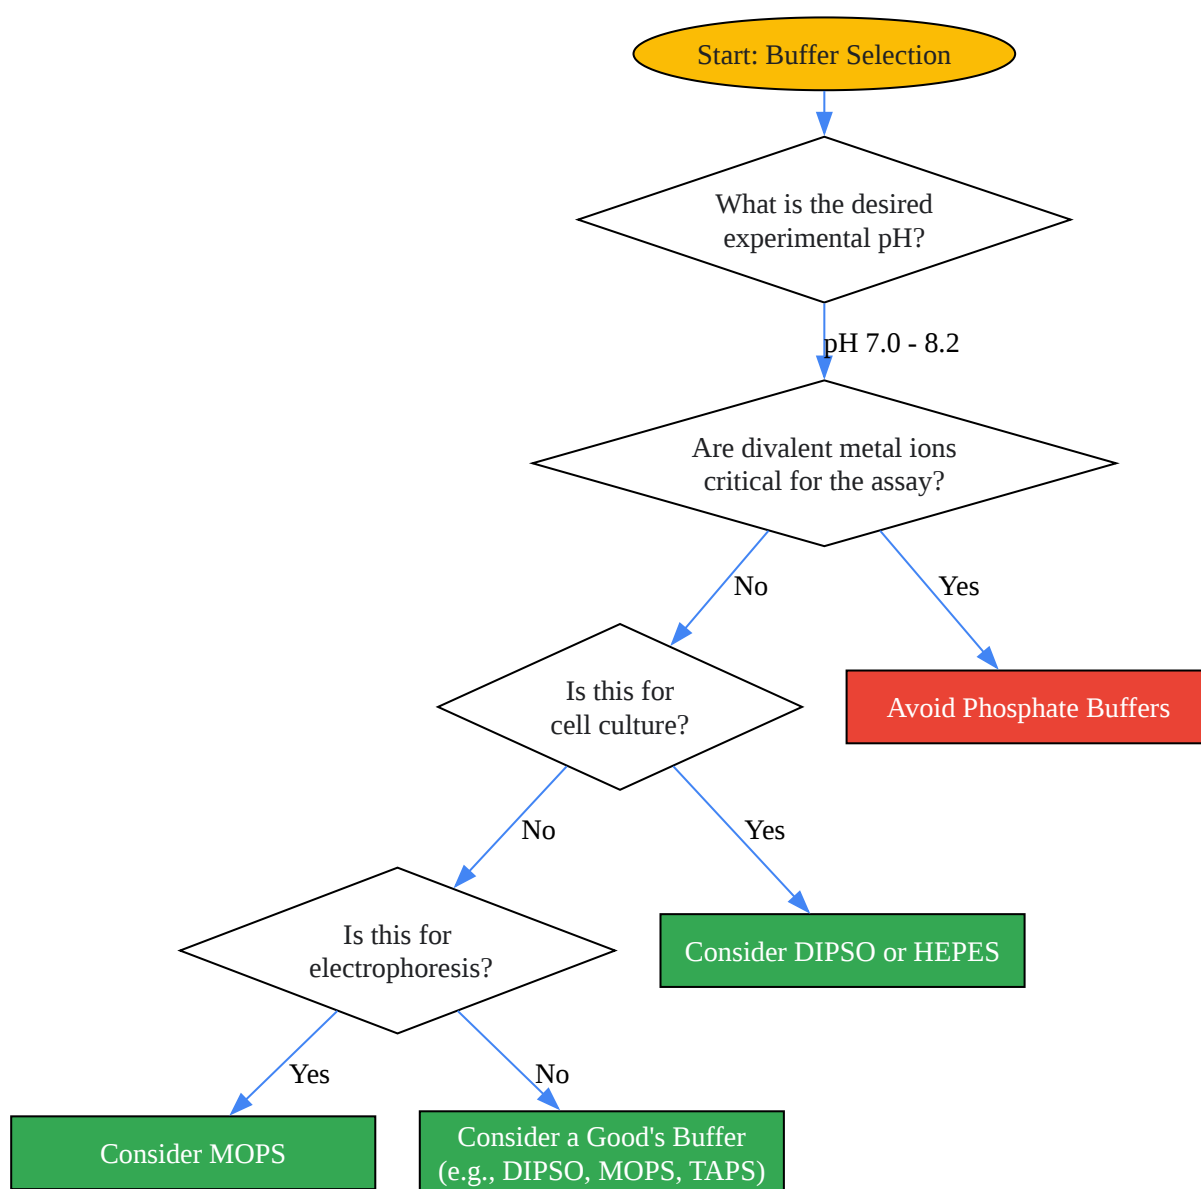 Start: Buffer Selection
What is the desired
experimental pH?
pH 7.0 - 8.2
Are divalent metal ions
critical for the assay?
No
Yes
Is this for
cell culture?
Avoid Phosphate Buffers
No
Yes
Is this for
electrophoresis?
Consider DIPSO or HEPES
Yes
No
Consider MOPS
Consider a Good's Buffer
(e.g., DIPSO, MOPS, TAPS)